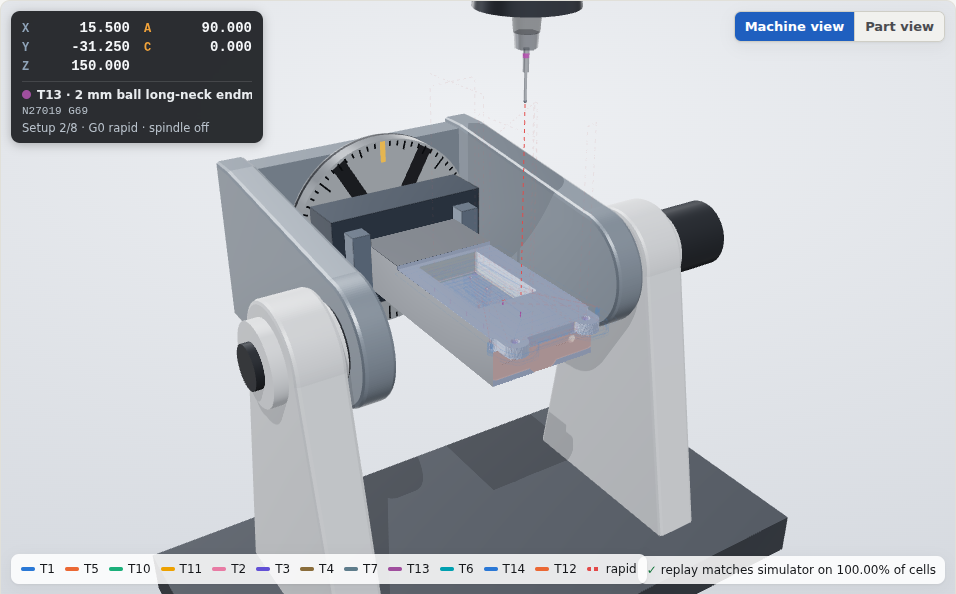 X 15.500 A 90.000
Y -31.250 C 0.000
Z 150.000
T13 · 2 mm ball long-neck endm
N27019 G69
Setup 2/8 · G0 rapid · spindle off
Machine view Part view
T1 T5 T10 T11 T2 T3 T4 T7 T13 T6 T14 T12 rapid
✓ replay matches simulator on 100.00% of cells